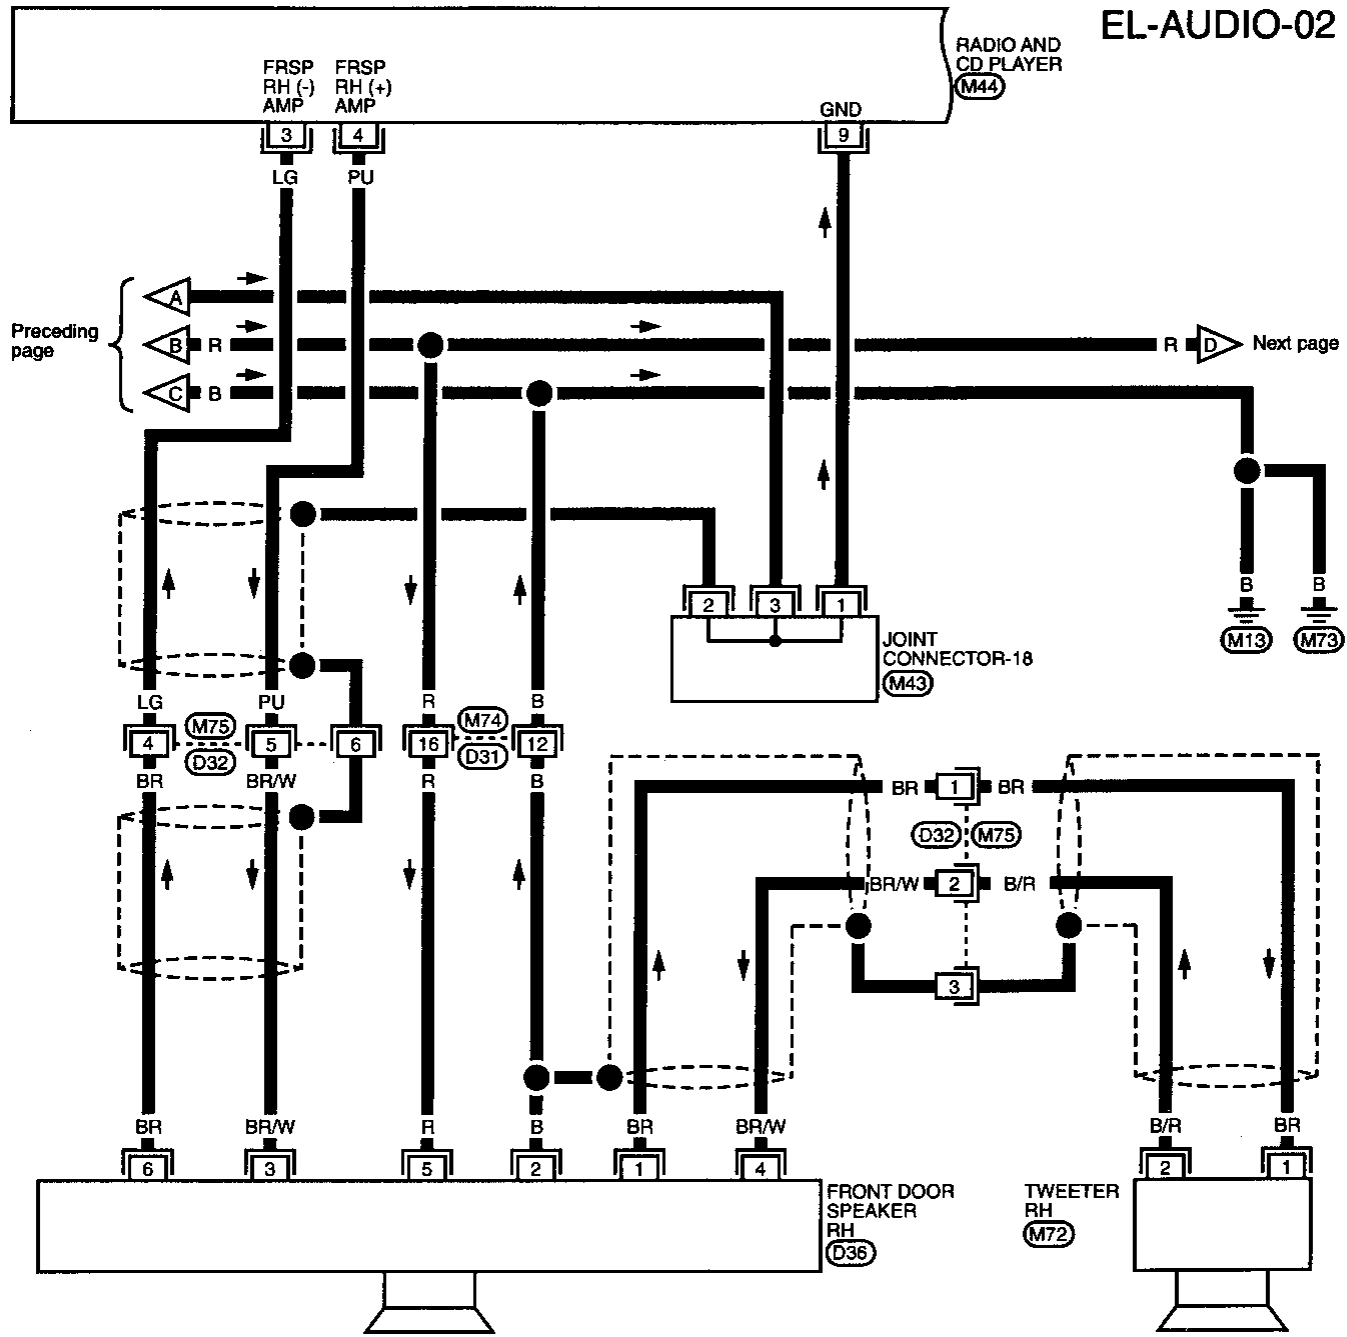 EL-AUDIO-02
RADIO AND
CD PLAYER
M44
FRSP
RH (-)
AMP
FRSP
RH (+)
AMP
GND
3
4
9
LG
PU
Preceding
page
A
B R
C B
R D
Next page
B
B
M13
M73
2
3
1
JOINT
CONNECTOR-18
M43
LG
PU
R
B
4
M75
D32
5
6
16
M74
D31
12
BR
BR/W
R
B
BR
1
BR
D32
M75
BR/W
2
B/R
3
BR
BR/W
R
B
BR
BR/W
B/R
BR
6
3
5
2
1
4
2
1
FRONT DOOR
SPEAKER
RH
D36
TWEETER
RH
M72